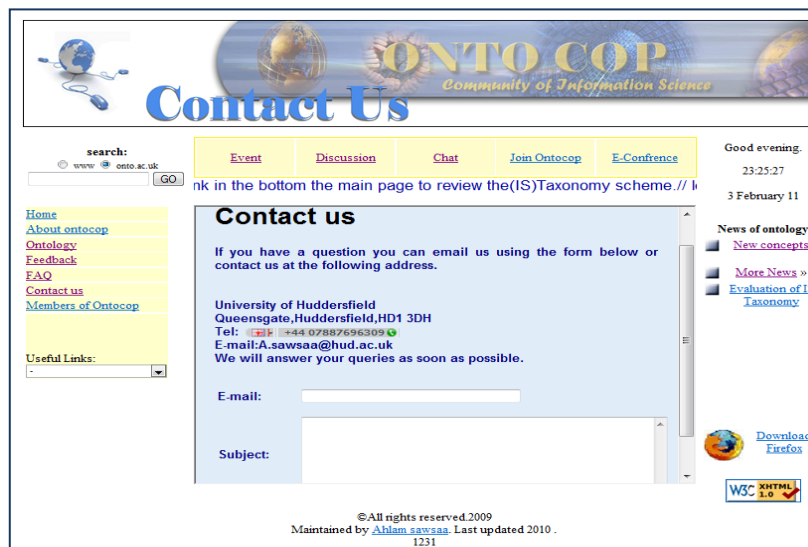 ONTO COP
Community of Information Science
Contact Us
search:
www onto.ac.uk
GO
Home
About ontocop
Ontology
Feedback
FAQ
Contact us
Members of Ontocop
Useful Links:
-
Event Discussion Chat Join Ontocop E-Confrence
in the bottom the main page to review the(IS)Taxonomy scheme.//
Contact us
If you have a question you can email us using the form below or
contact us at the following address.
University of Huddersfield
Queensgate,Huddersfield,HD1 3DH
Tel: +44 07887696309
E-mail:A.sawsaa@hud.ac.uk
We will answer your queries as soon as possible.
E-mail:
Subject:
Good evening.
23:25:27
3 February 11
News of ontology
New concepts
More News »
Evaluation of I
Taxonomy
Download
Firefox
W3C XHTML
1.0
©All rights reserved.2009
Maintained by Ahlam sawsaa. Last updated 2010 .
1231